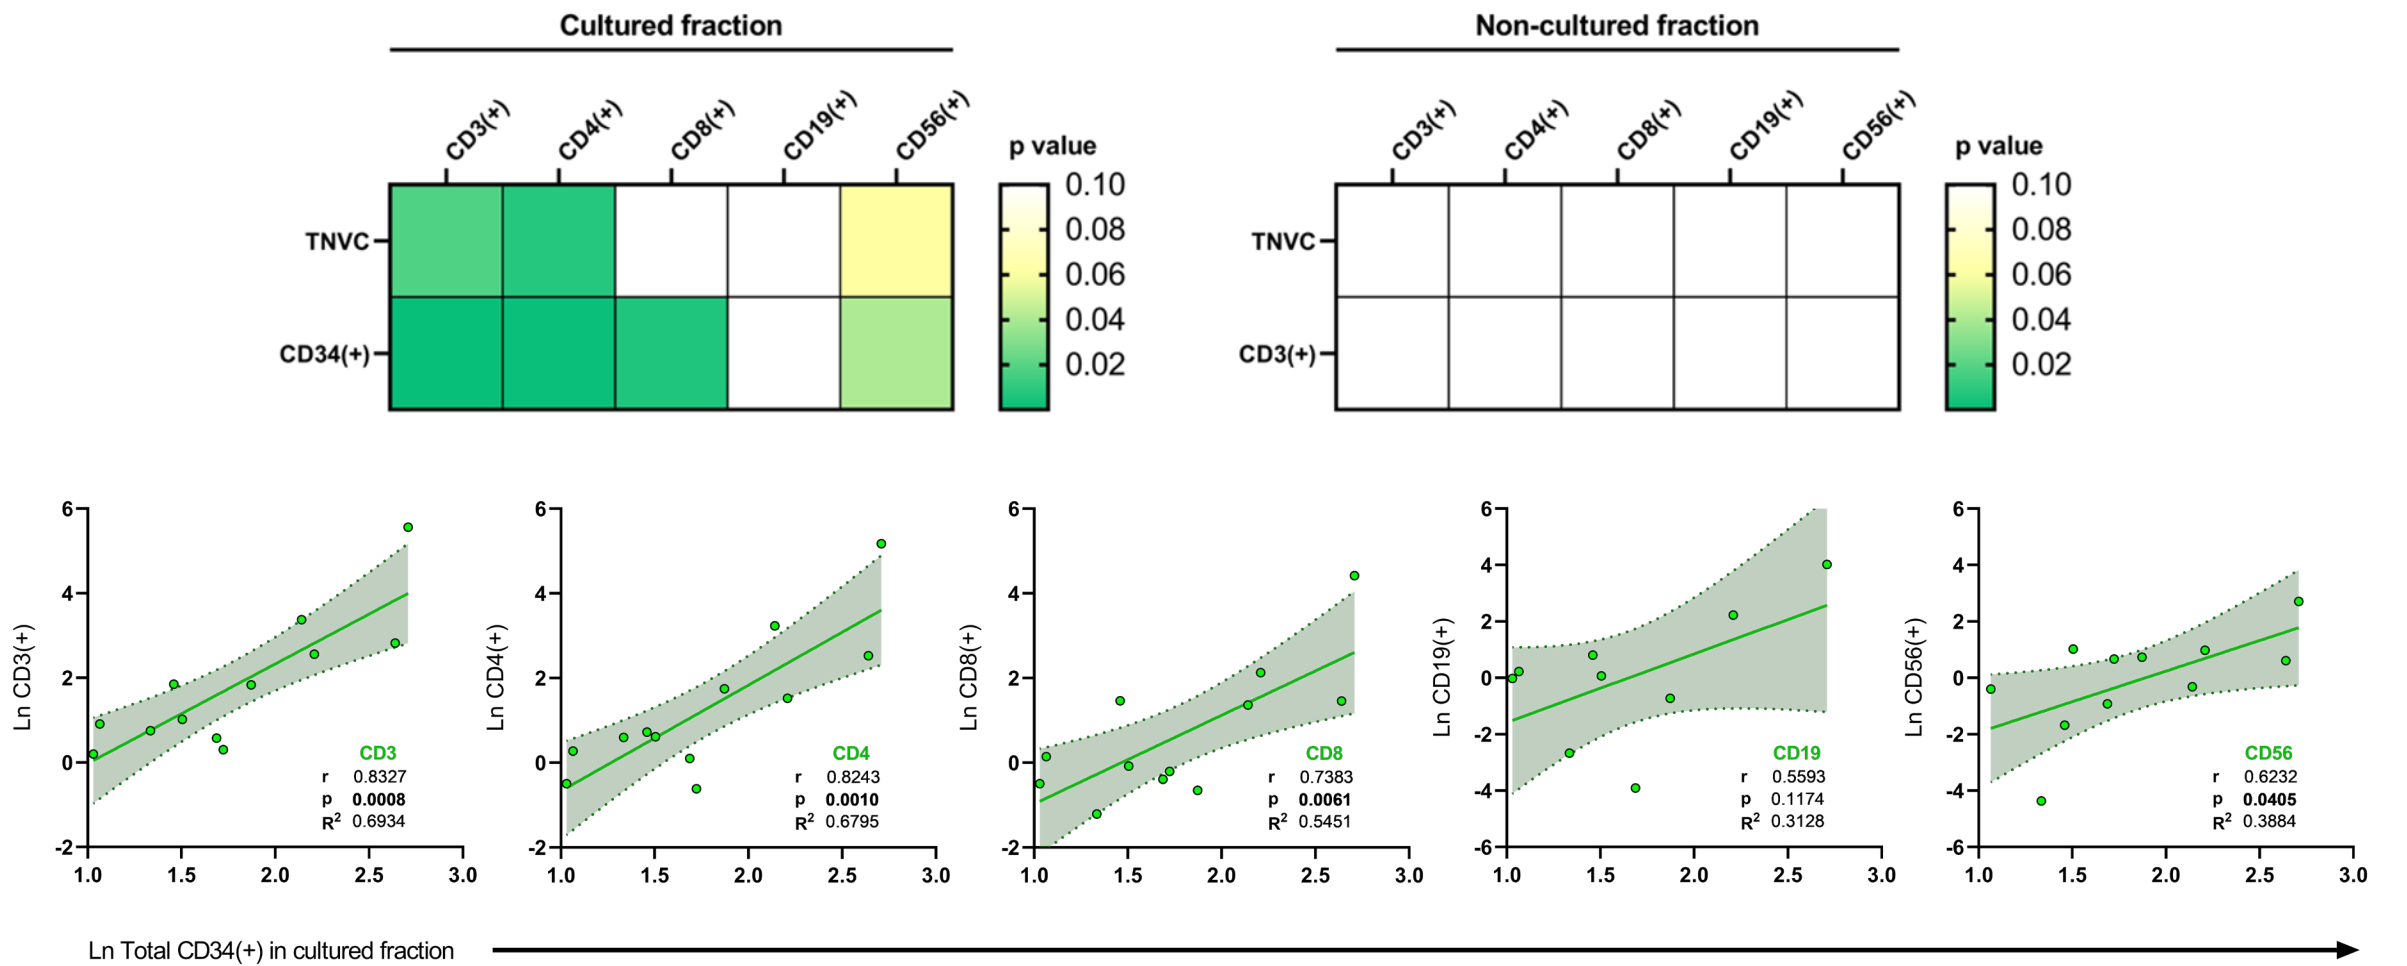 Cultured fraction
Non-cultured fraction
CD3(+) CD4(+) CD8(+) CD19(+) CD56(+)
p value
CD3(+) CD4(+) CD8(+) CD19(+) CD56(+)
p value
TNVC
CD34(+)
0.10
0.08
0.06
0.04
0.02
TNVC
CD3(+)
0.10
0.08
0.06
0.04
0.02
Ln CD3(+)
6
4
2
0
-2
CD3
r 0.8327
p 0.0008
R² 0.6934
1.0 1.5 2.0 2.5 3.0
Ln CD4(+)
6
4
2
0
-2
CD4
r 0.8243
p 0.0010
R² 0.6795
1.0 1.5 2.0 2.5 3.0
Ln CD8(+)
6
4
2
0
-2
CD8
r 0.7383
p 0.0061
R² 0.5451
1.0 1.5 2.0 2.5 3.0
Ln CD19(+)
6
4
2
0
-2
-4
-6
CD19
r 0.5593
p 0.1174
R² 0.3128
1.0 1.5 2.0 2.5 3.0
Ln CD56(+)
6
4
2
0
-2
-4
-6
CD56
r 0.6232
p 0.0405
R² 0.3884
1.0 1.5 2.0 2.5 3.0
Ln Total CD34(+) in cultured fraction